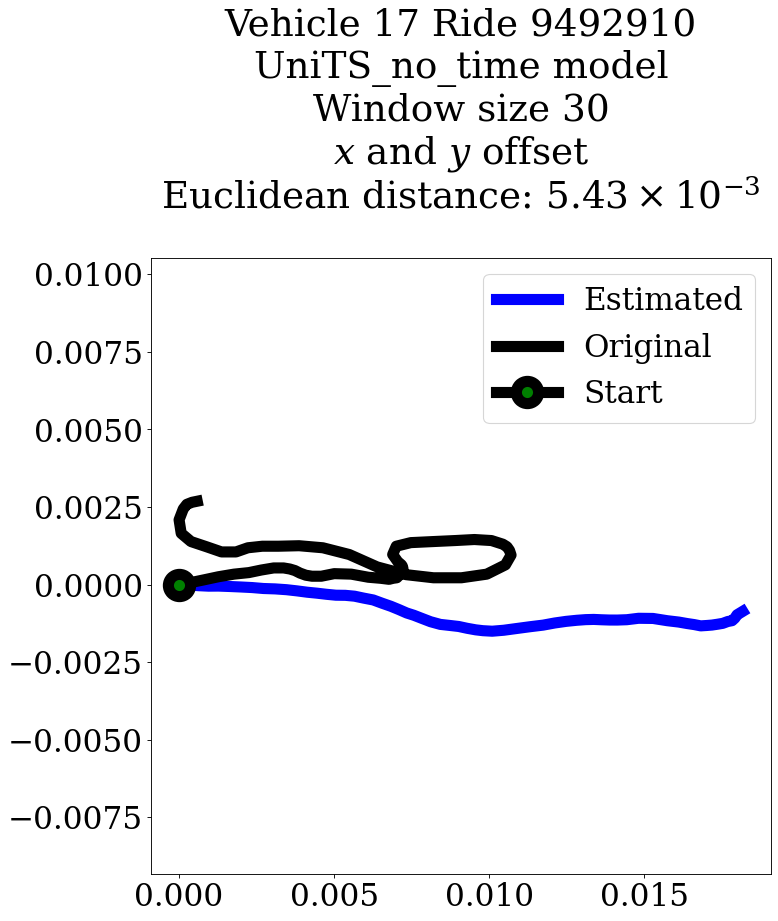 Vehicle 17 Ride 9492910
UniTS_no_time model
Window size 30
x and y offset
Euclidean distance: 5.43 × 10⁻³
Estimated
Original
Start
0.0100
0.0075
0.0050
0.0025
0.0000
−0.0025
−0.0050
−0.0075
0.000 0.005 0.010 0.015